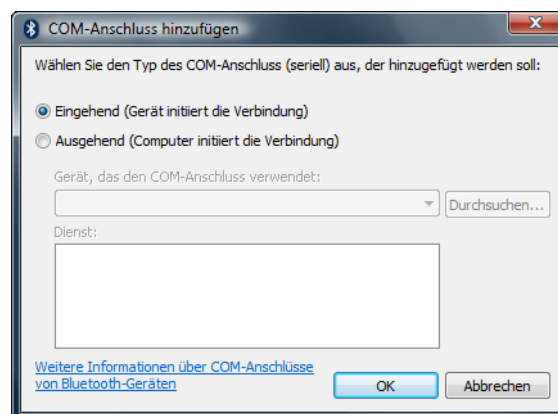 COM-Anschluss hinzufügen
Wählen Sie den Typ des COM-Anschluss (seriell) aus, der hinzugefügt werden soll:
Eingehend (Gerät initiiert die Verbindung)
Ausgehend (Computer initiiert die Verbindung)
Gerät, das den COM-Anschluss verwendet:
Durchsuchen...
Dienst:
Weitere Informationen über COM-Anschlüsse
von Bluetooth-Geräten
OK
Abbrechen